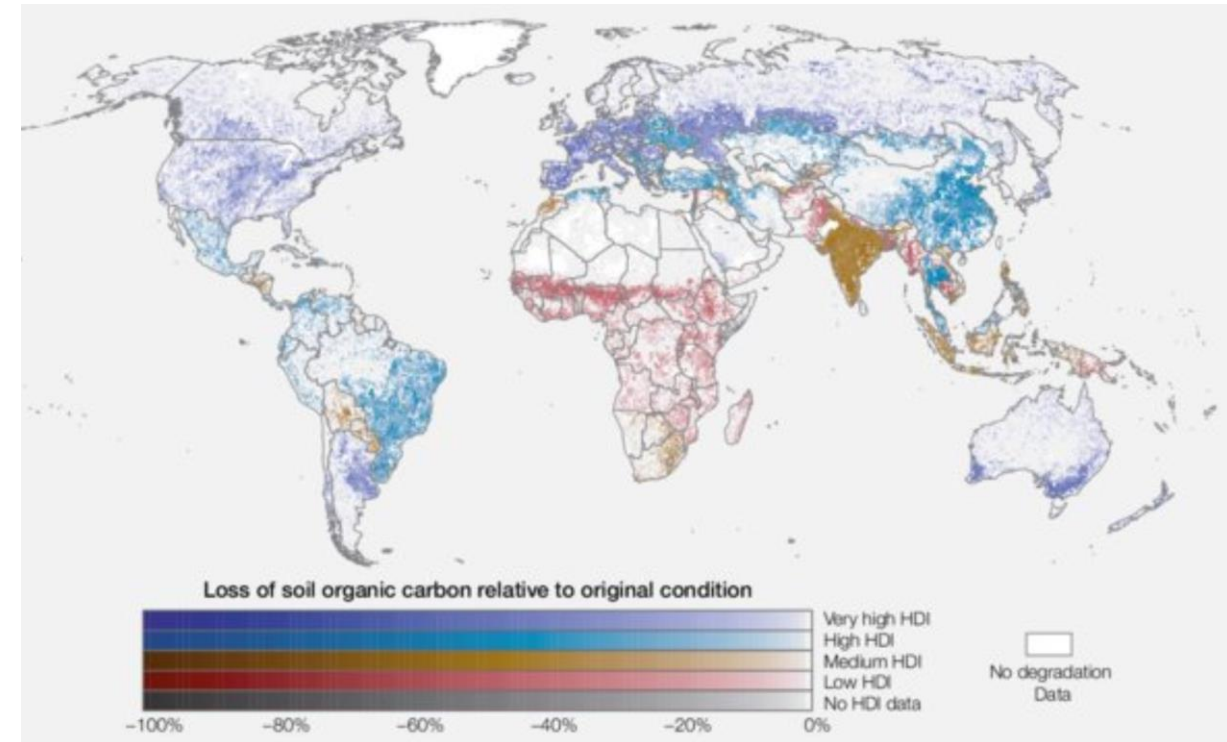 Loss of soil organic carbon relative to original condition
Very high HDI
High HDI
Medium HDI
Low HDI
No HDI data
−100%
−80%
−60%
−40%
−20%
0%
No degradation
Data